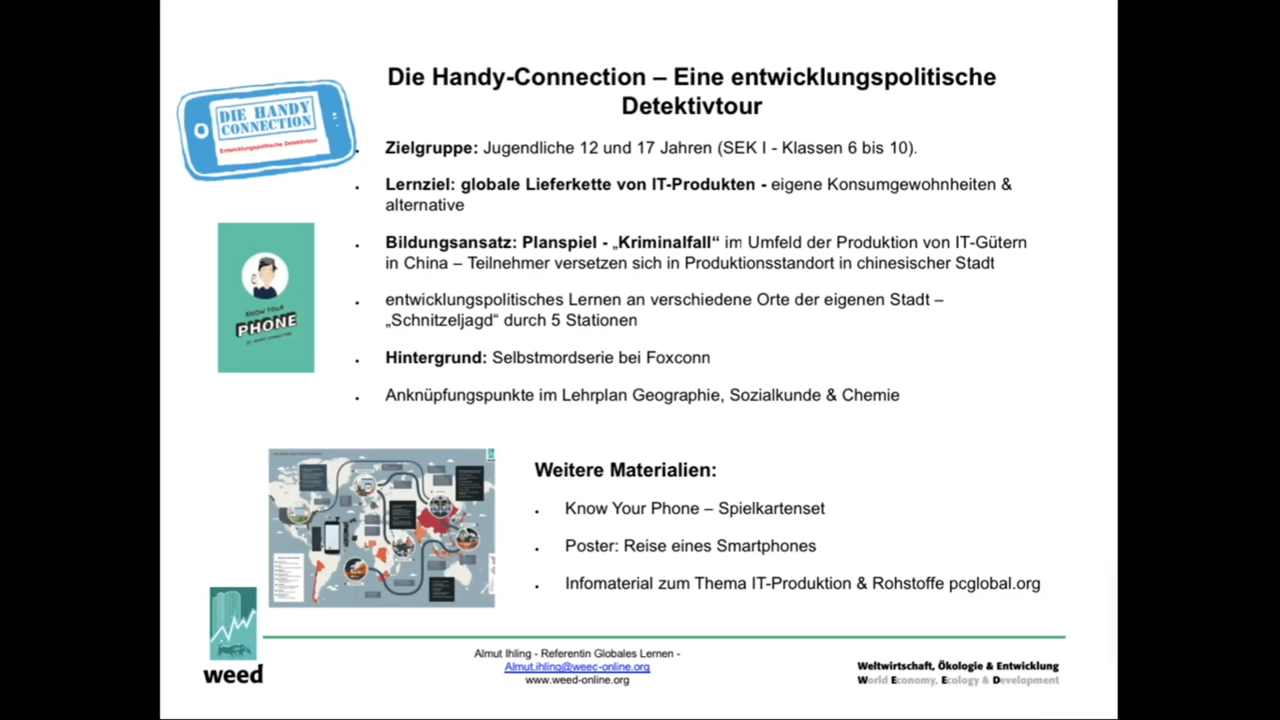 Die Handy-Connection – Eine entwicklungspolitische
Detektivtour
DIE HANDY
CONNECTION
Entwicklungspolitische Detektivtour
Zielgruppe: Jugendliche 12 und 17 Jahren (SEK I - Klassen 6 bis 10).
Lernziel: globale Lieferkette von IT-Produkten - eigene Konsumgewohnheiten &
alternative
Bildungsansatz: Planspiel - „Kriminalfall“ im Umfeld der Produktion von IT-Gütern
in China – Teilnehmer versetzen sich in Produktionsstandort in chinesischer Stadt
entwicklungspolitisches Lernen an verschiedene Orte der eigenen Stadt –
„Schnitzeljagd“ durch 5 Stationen
Hintergrund: Selbstmordserie bei Foxconn
Anknüpfungspunkte im Lehrplan Geographie, Sozialkunde & Chemie
KNOW YOUR
PHONE
Weitere Materialien:
Know Your Phone – Spielkartenset
Poster: Reise eines Smartphones
Infomaterial zum Thema IT-Produktion & Rohstoffe pcglobal.org
weed
Almut Ihling - Referentin Globales Lernen -
Almut.ihling@weec-online.org
www.weed-online.org
Weltwirtschaft, Ökologie & Entwicklung
World Economy, Ecology & Development